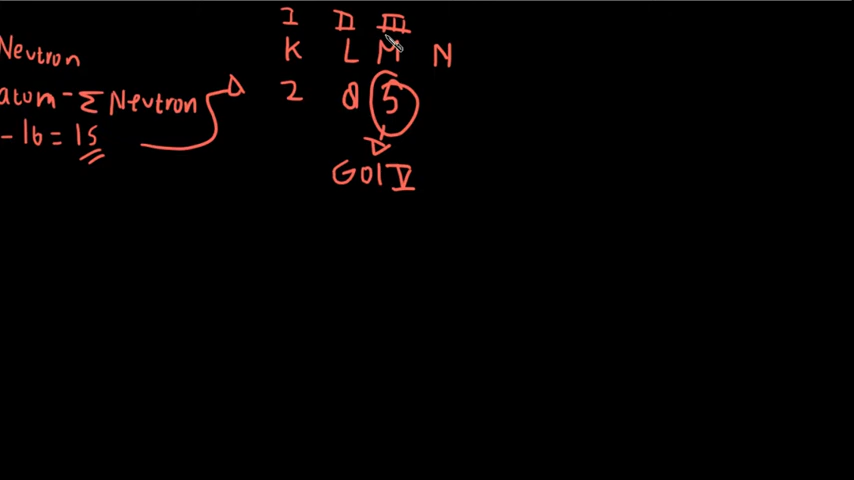 I II III
Neutron K L M N
atom - Σ Neutron 2 8 5
- 16 = 15
Gol V